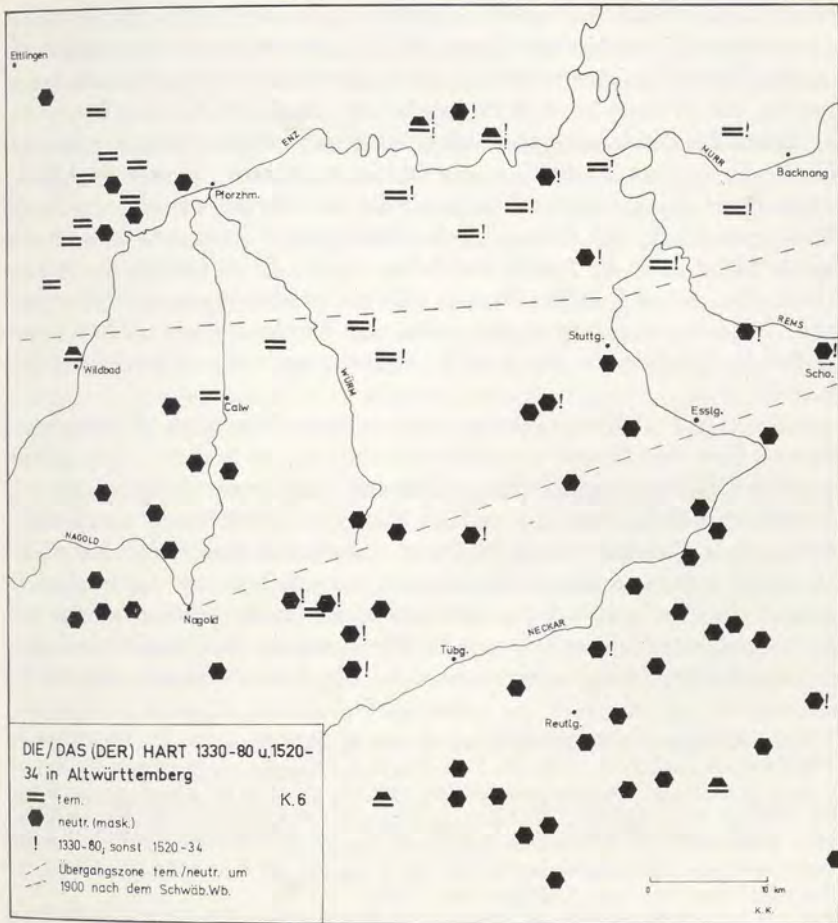 Ettlingen
ENZ
MURR
Backnang
Pforzhm.
REMS
Stuttg.
Scho.
Wildbad
WÜRM
Calw
Esslg.
NAGOLD
Nagold
NECKAR
Tübg.
Reutlg.
DIE/DAS (DER) HART 1330-80 u.1520-
34 in Altwürttemberg
fem. K.6
neutr. (mask.)
! 1330-80, sonst 1520-34
Übergangszone fem./neutr. um
1900 nach dem Schwäb.Wb.
0 10 km
K.K.